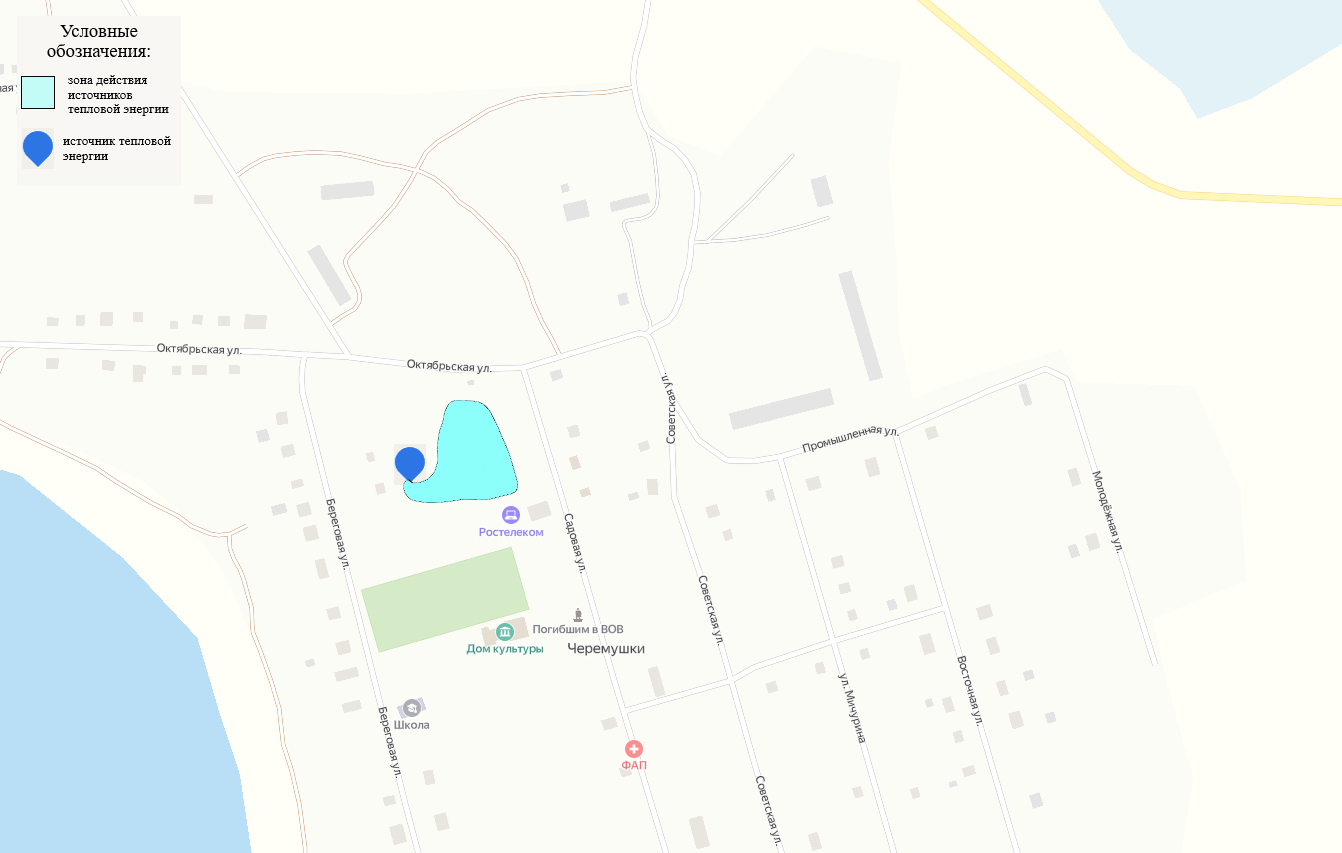 Условные
обозначения:
зона действия
источников
тепловой энергии
источник тепловой
энергии
Октябрьская ул.
Октябрьская ул.
Советская ул.
Промышленная ул.
Молодёжная ул.
Береговая ул.
Ростелеком
Садовая ул.
Советская ул.
Погибшим в ВОВ
Дом культуры
Черемушки
ул. Мичурина
Восточная ул.
Школа
Береговая ул.
ФАП
Советская ул.